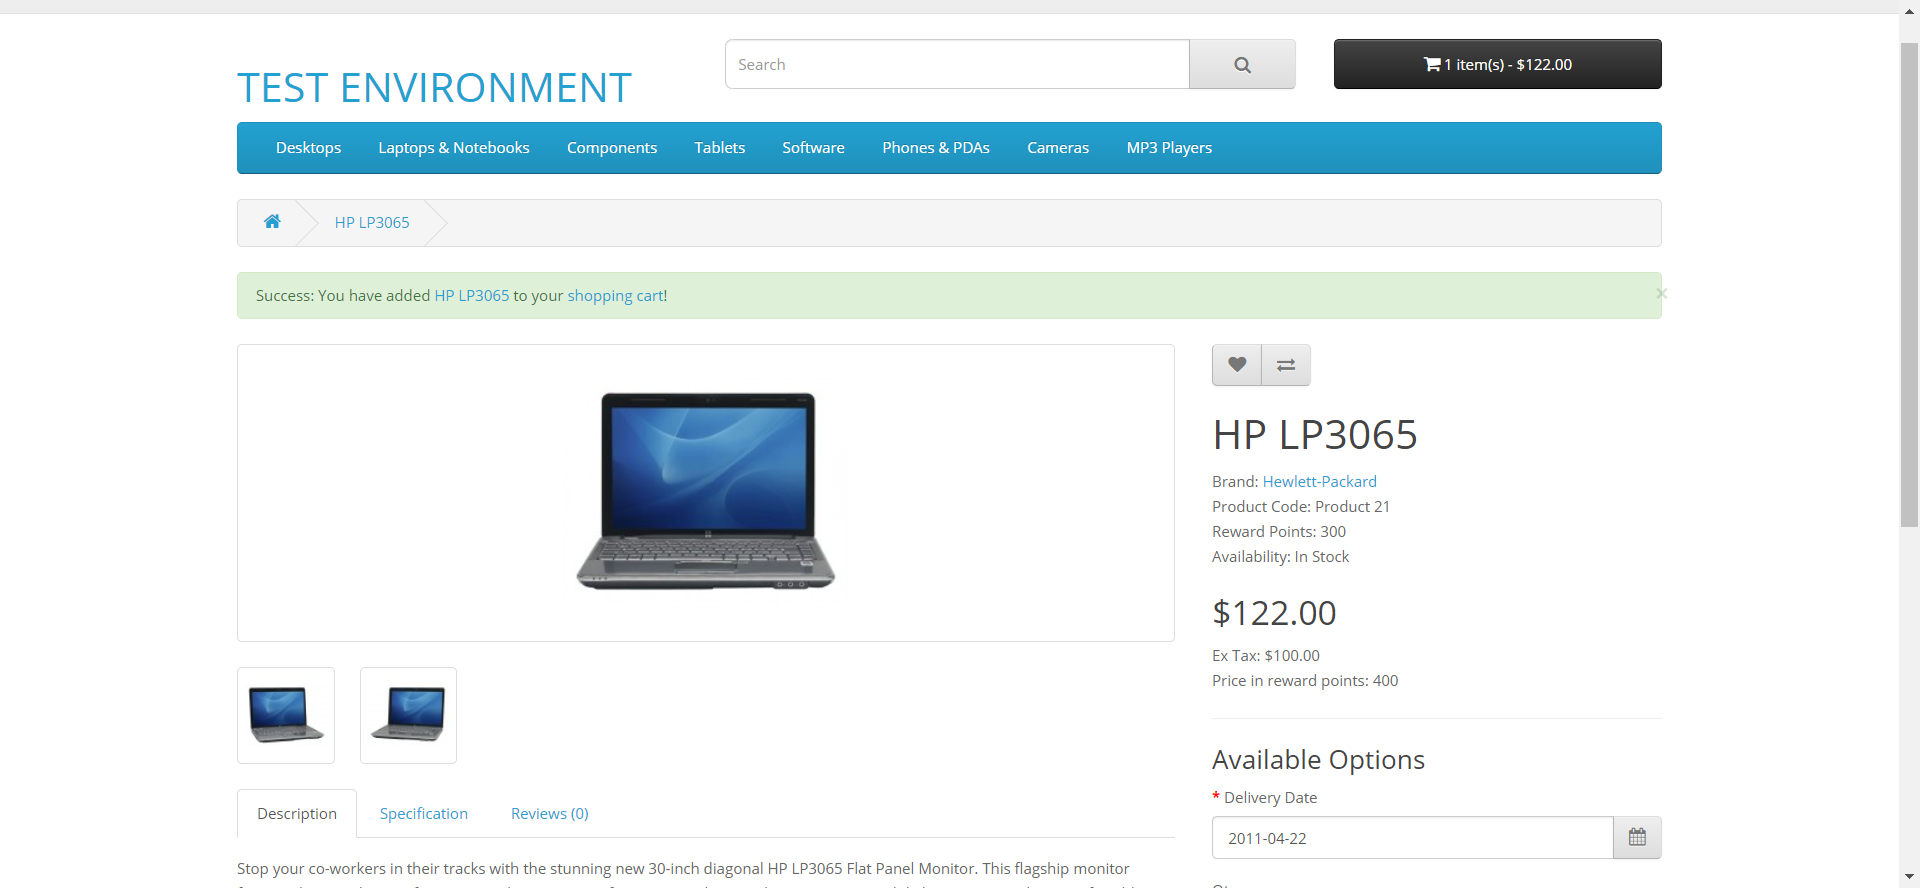 TEST ENVIRONMENT
Search
1 item(s) - $122.00
Desktops Laptops & Notebooks Components Tablets Software Phones & PDAs Cameras MP3 Players
HP LP3065
Success: You have added HP LP3065 to your shopping cart!
×
HP LP3065
Brand: Hewlett-Packard
Product Code: Product 21
Reward Points: 300
Availability: In Stock
$122.00
Ex Tax: $100.00
Price in reward points: 400
Available Options
* Delivery Date
2011-04-22
Description Specification Reviews (0)
Stop your co-workers in their tracks with the stunning new 30-inch diagonal HP LP3065 Flat Panel Monitor. This flagship monitor